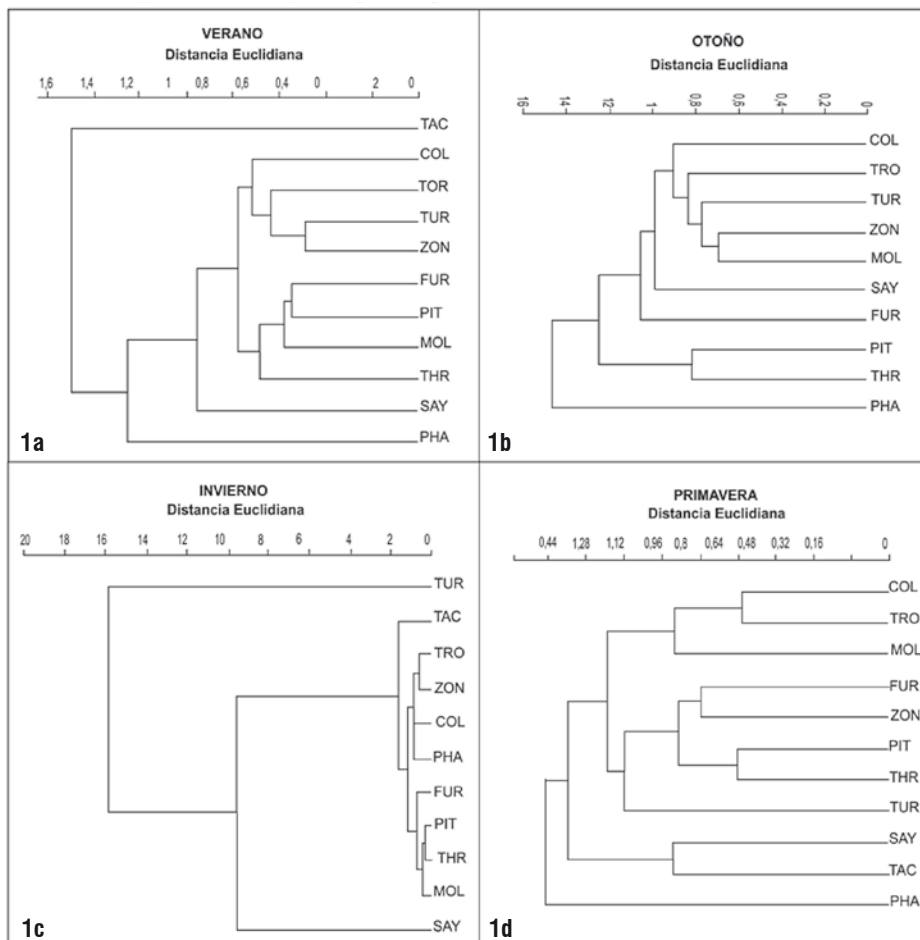 VERANO
Distancia Euclidiana
1,6 1,4 1,2 1 0,8 0,6 0,4 0 2 0
TAC
COL
TOR
TUR
ZON
FUR
PIT
MOL
THR
SAY
PHA
1a
OTOÑO
Distancia Euclidiana
16 14 12 1 0,8 0,6 0,4 0,2 0
COL
TRO
TUR
ZON
MOL
SAY
FUR
PIT
THR
PHA
1b
INVIERNO
Distancia Euclidiana
20 18 16 14 12 10 8 6 4 2 0
TUR
TAC
TRO
ZON
COL
PHA
FUR
PIT
THR
MOL
SAY
1c
PRIMAVERA
Distancia Euclidiana
0,44 1,28 1,12 0,96 0,8 0,64 0,48 0,32 0,16 0
COL
TRO
MOL
FUR
ZON
PIT
THR
TUR
SAY
TAC
PHA
1d